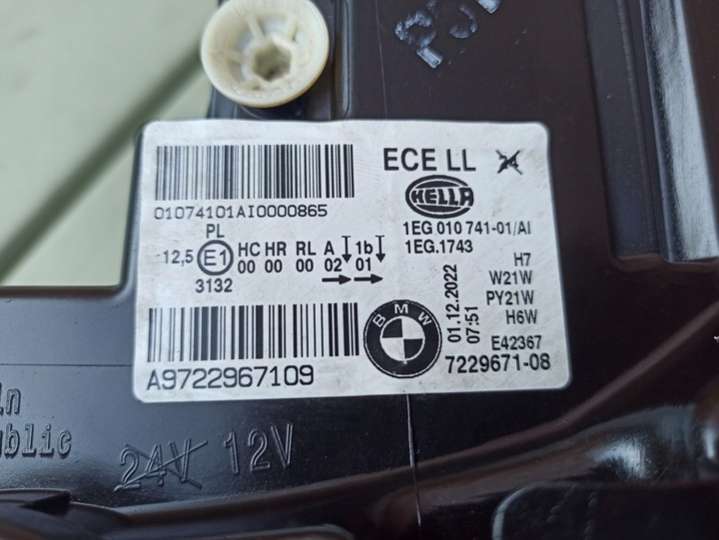 ECE LL 24
01074101AI0000865
HELLA
1EG 010 741-01/AI
PL
1EG.1743
12,5 E1 HC HR RL A 1b
00 00 00 02 01
3132
H7
W21W
PY21W
H6W
01.12.2022
07:51
BMW
E42367
A9722967109
7229671-08
24V 12V